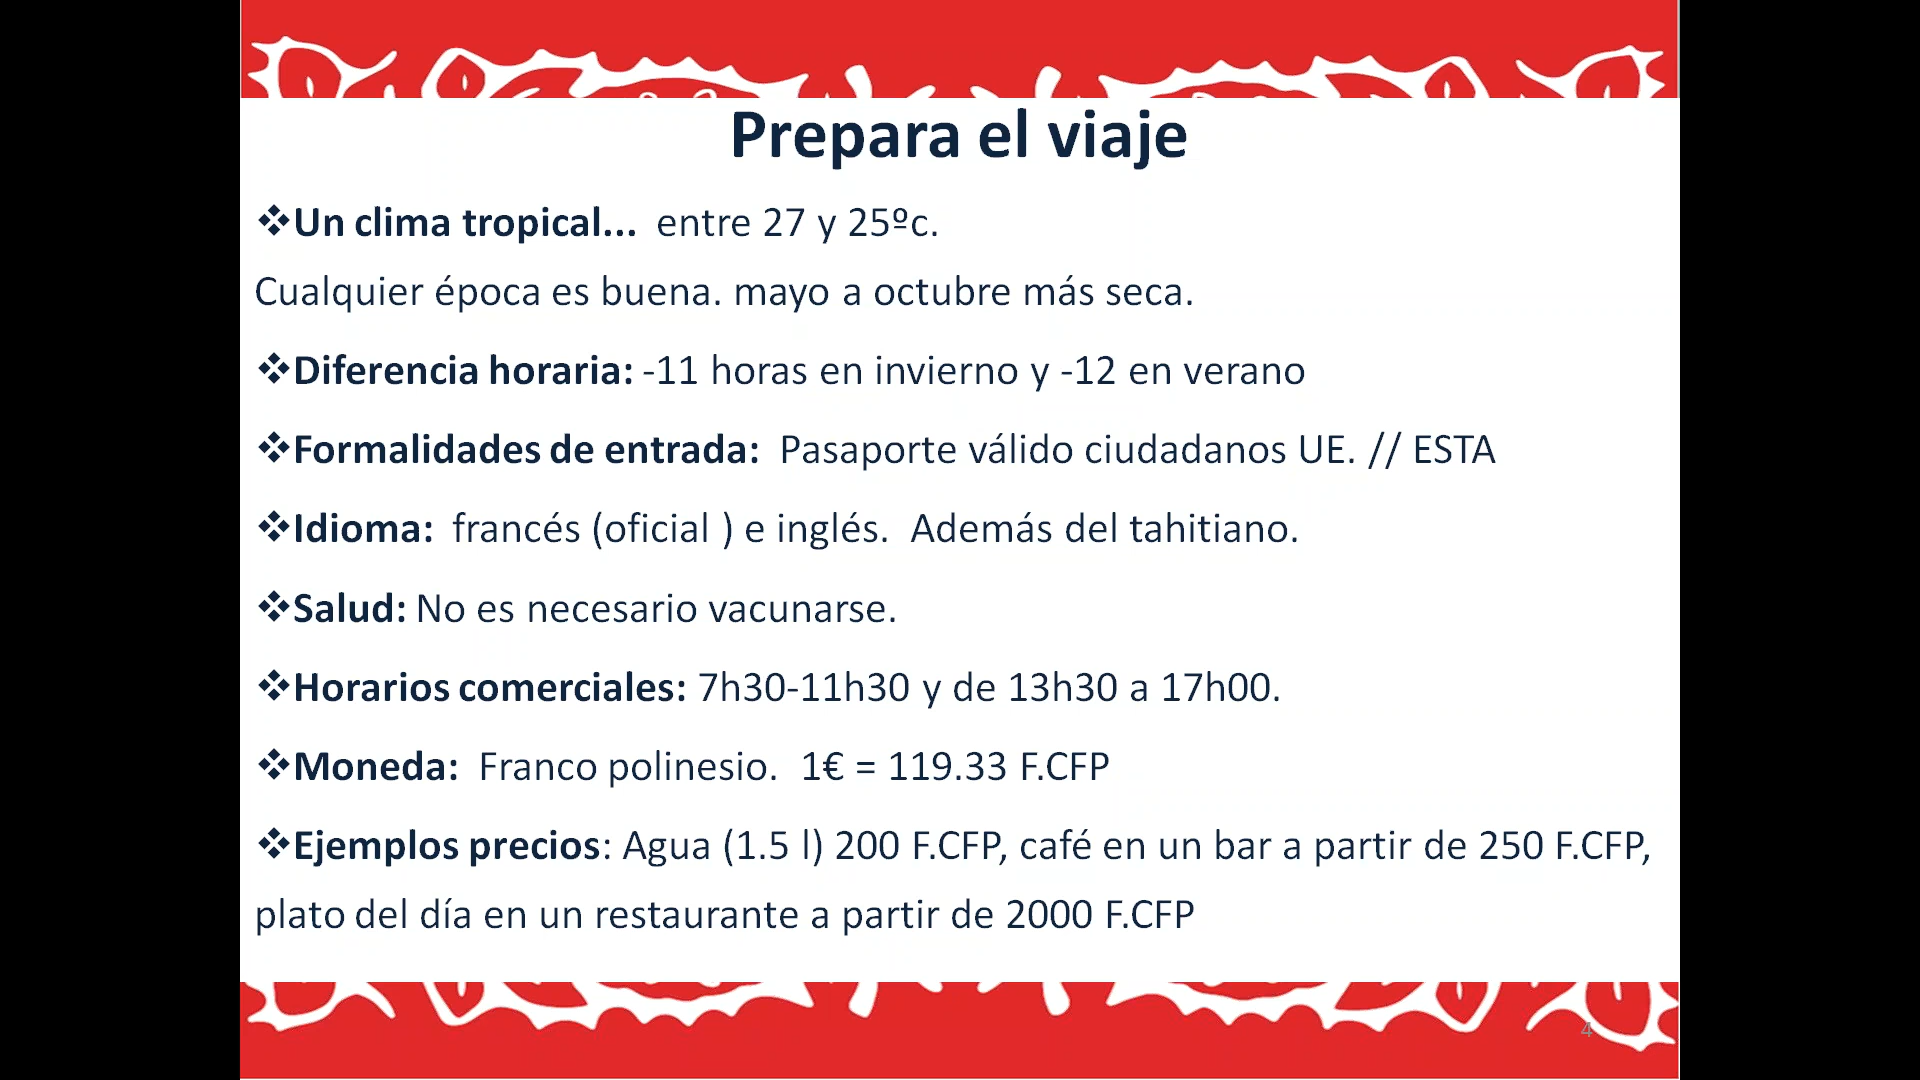 Prepara el viaje
❖Un clima tropical... entre 27 y 25ºc.
Cualquier época es buena. mayo a octubre más seca.
❖Diferencia horaria: -11 horas en invierno y -12 en verano
❖Formalidades de entrada: Pasaporte válido ciudadanos UE. // ESTA
❖Idioma: francés (oficial ) e inglés. Además del tahitiano.
❖Salud: No es necesario vacunarse.
❖Horarios comerciales: 7h30-11h30 y de 13h30 a 17h00.
❖Moneda: Franco polinesio. 1€ = 119.33 F.CFP
❖Ejemplos precios: Agua (1.5 l) 200 F.CFP, café en un bar a partir de 250 F.CFP,
plato del día en un restaurante a partir de 2000 F.CFP
4